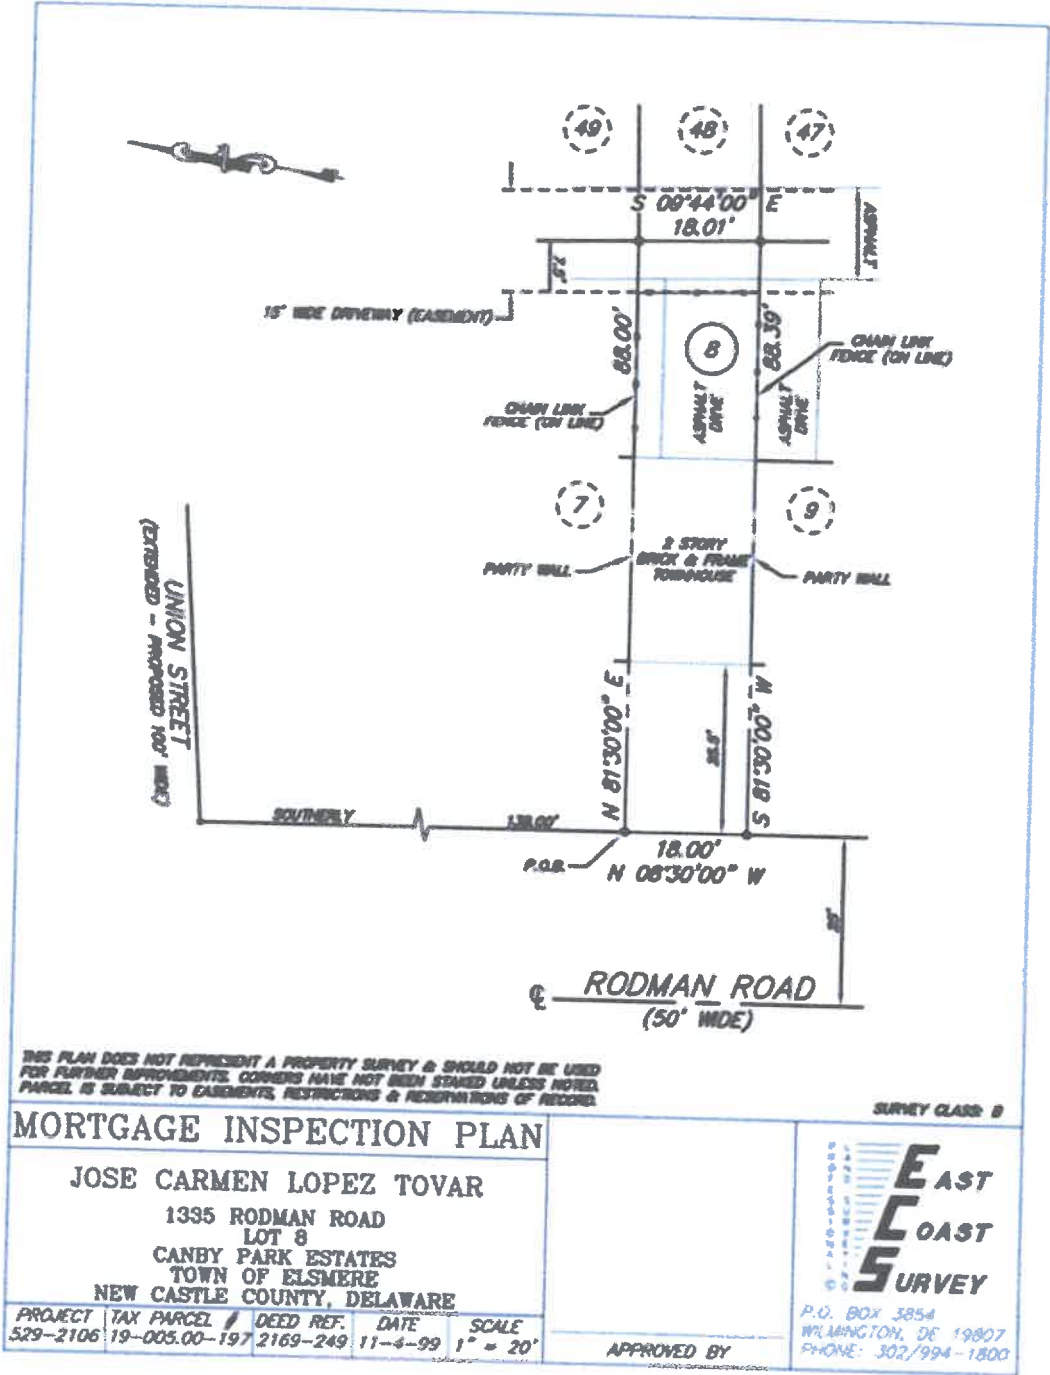 49
48
47
S 09°44'00" E
18.01'
ASPHALT
7.5'
15' WIDE DRIVEWAY (EASEMENT)
88.00'
8
88.39'
CHAIN LINK
FENCE (ON LINE)
ASPHALT
DRIVE
ASPHALT
DRIVE
CHAIN LINK
FENCE (ON LINE)
7
9
2 STORY
BRICK & FRAME
TOWNHOUSE
PARTY WALL
PARTY WALL
UNION STREET
(EXTENDED - PROPOSED 100' WIDE)
N 81°30'00" E
S 81°30'00" W
SOUTHERLY
P.O.B.
18.00'
N 08°30'00" W
25'
RODMAN ROAD
(50' WIDE)
THIS PLAN DOES NOT REPRESENT A PROPERTY SURVEY & SHOULD NOT BE USED
FOR FURTHER IMPROVEMENTS. CORNERS HAVE NOT BEEN STAKED UNLESS NOTED.
PARCEL IS SUBJECT TO EASEMENTS, RESTRICTIONS & RESERVATIONS OF RECORD.
SURVEY CLASS: B
MORTGAGE INSPECTION PLAN
JOSE CARMEN LOPEZ TOVAR
1335 RODMAN ROAD
LOT 8
CANBY PARK ESTATES
TOWN OF ELSMERE
NEW CASTLE COUNTY, DELAWARE
PROJECT TAX PARCEL # DEED REF. DATE SCALE
529-2106 19-005.00-197 2169-249 11-4-99 1" = 20'
APPROVED BY
EAST
COAST
SURVEY
P.O. BOX 3854
WILMINGTON, DE 19807
PHONE: 302/994-1800